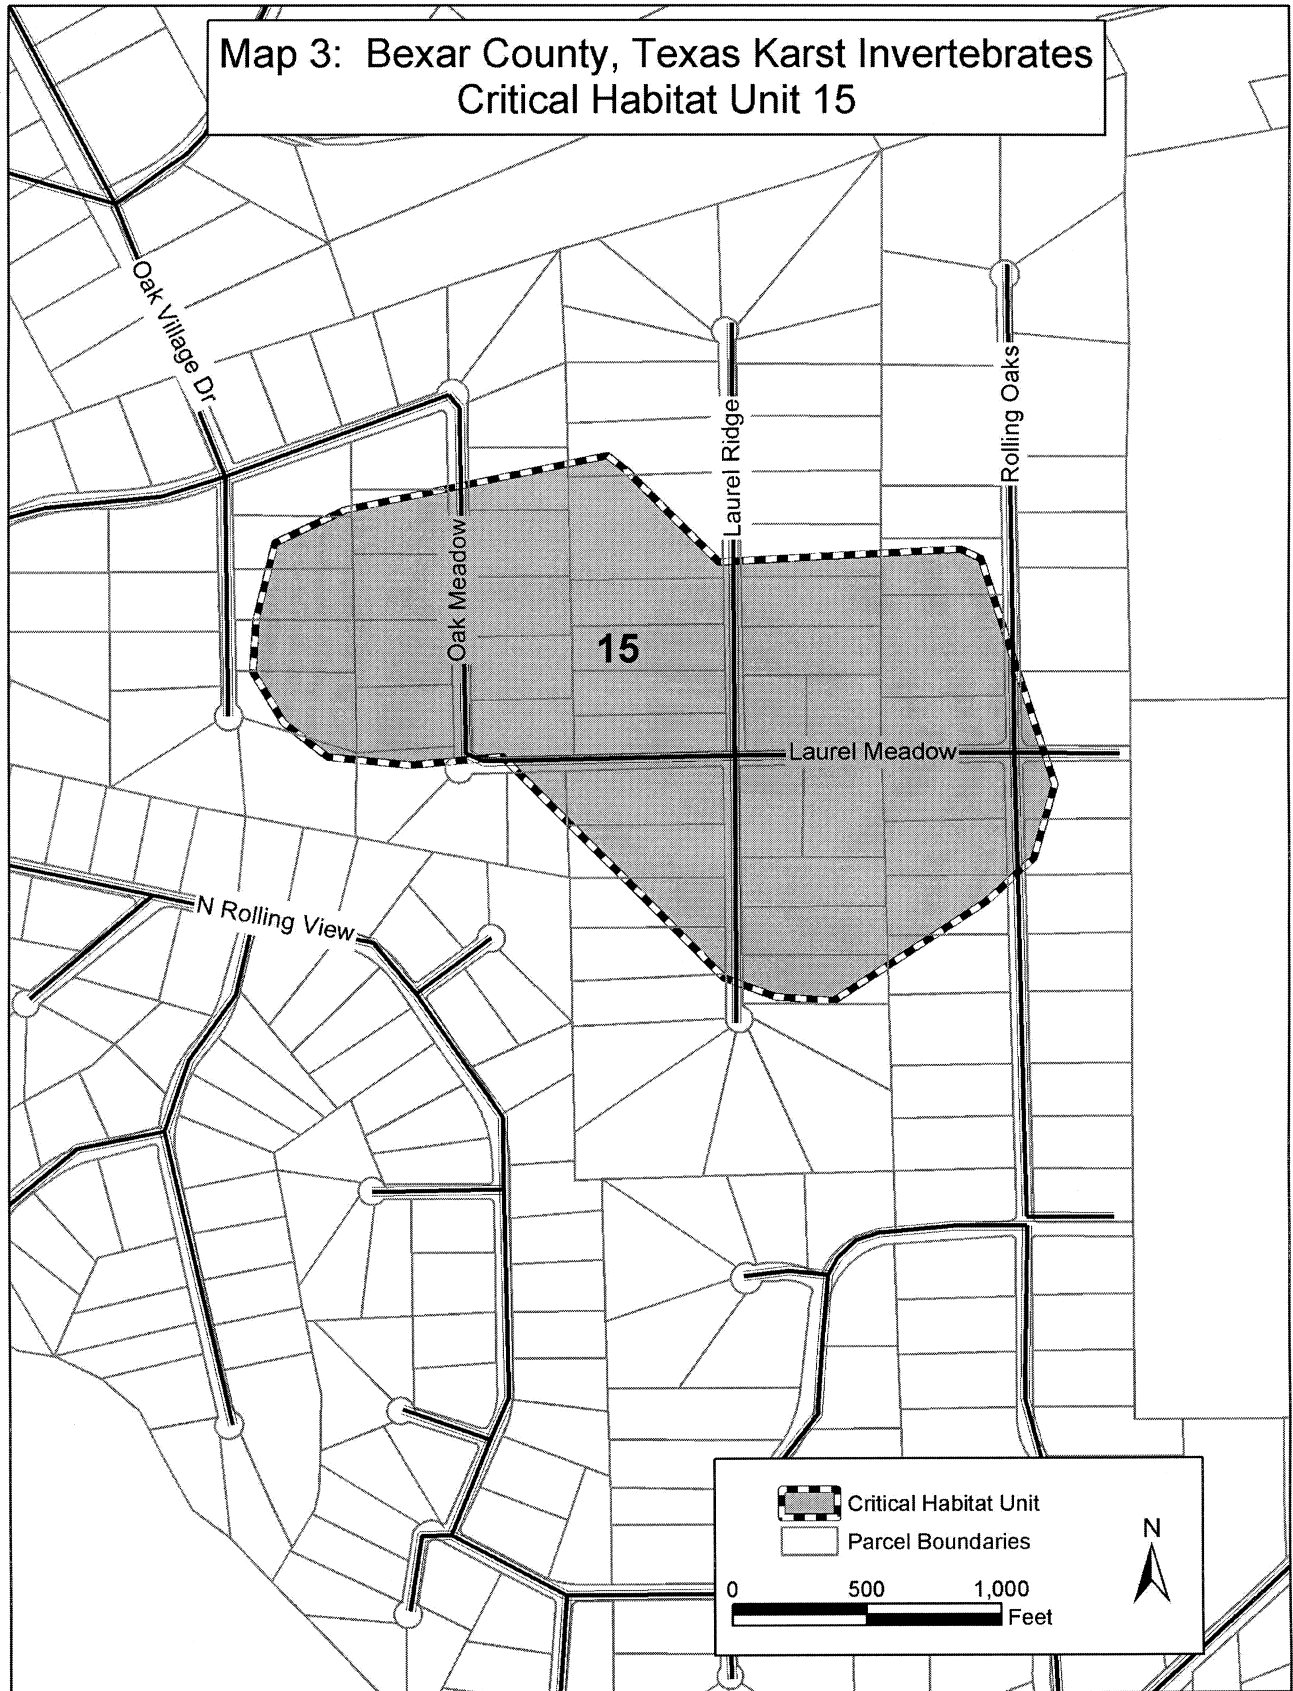 Map 3: Bexar County, Texas Karst Invertebrates
Critical Habitat Unit 15
Oak Village Dr
Rolling Oaks
Laurel Ridge
Oak Meadow
15
Laurel Meadow
N Rolling View
Critical Habitat Unit
Parcel Boundaries
N
0 500 1,000
Feet